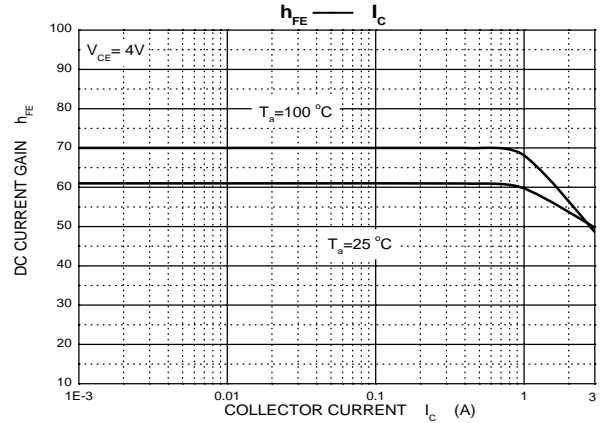 hFE —— IC
VCE= 4V
Ta=100 °C
Ta=25 °C
DC CURRENT GAIN hFE
100
90
80
70
60
50
40
30
20
10
1E-3 0.01 0.1 1 3
COLLECTOR CURRENT IC (A)